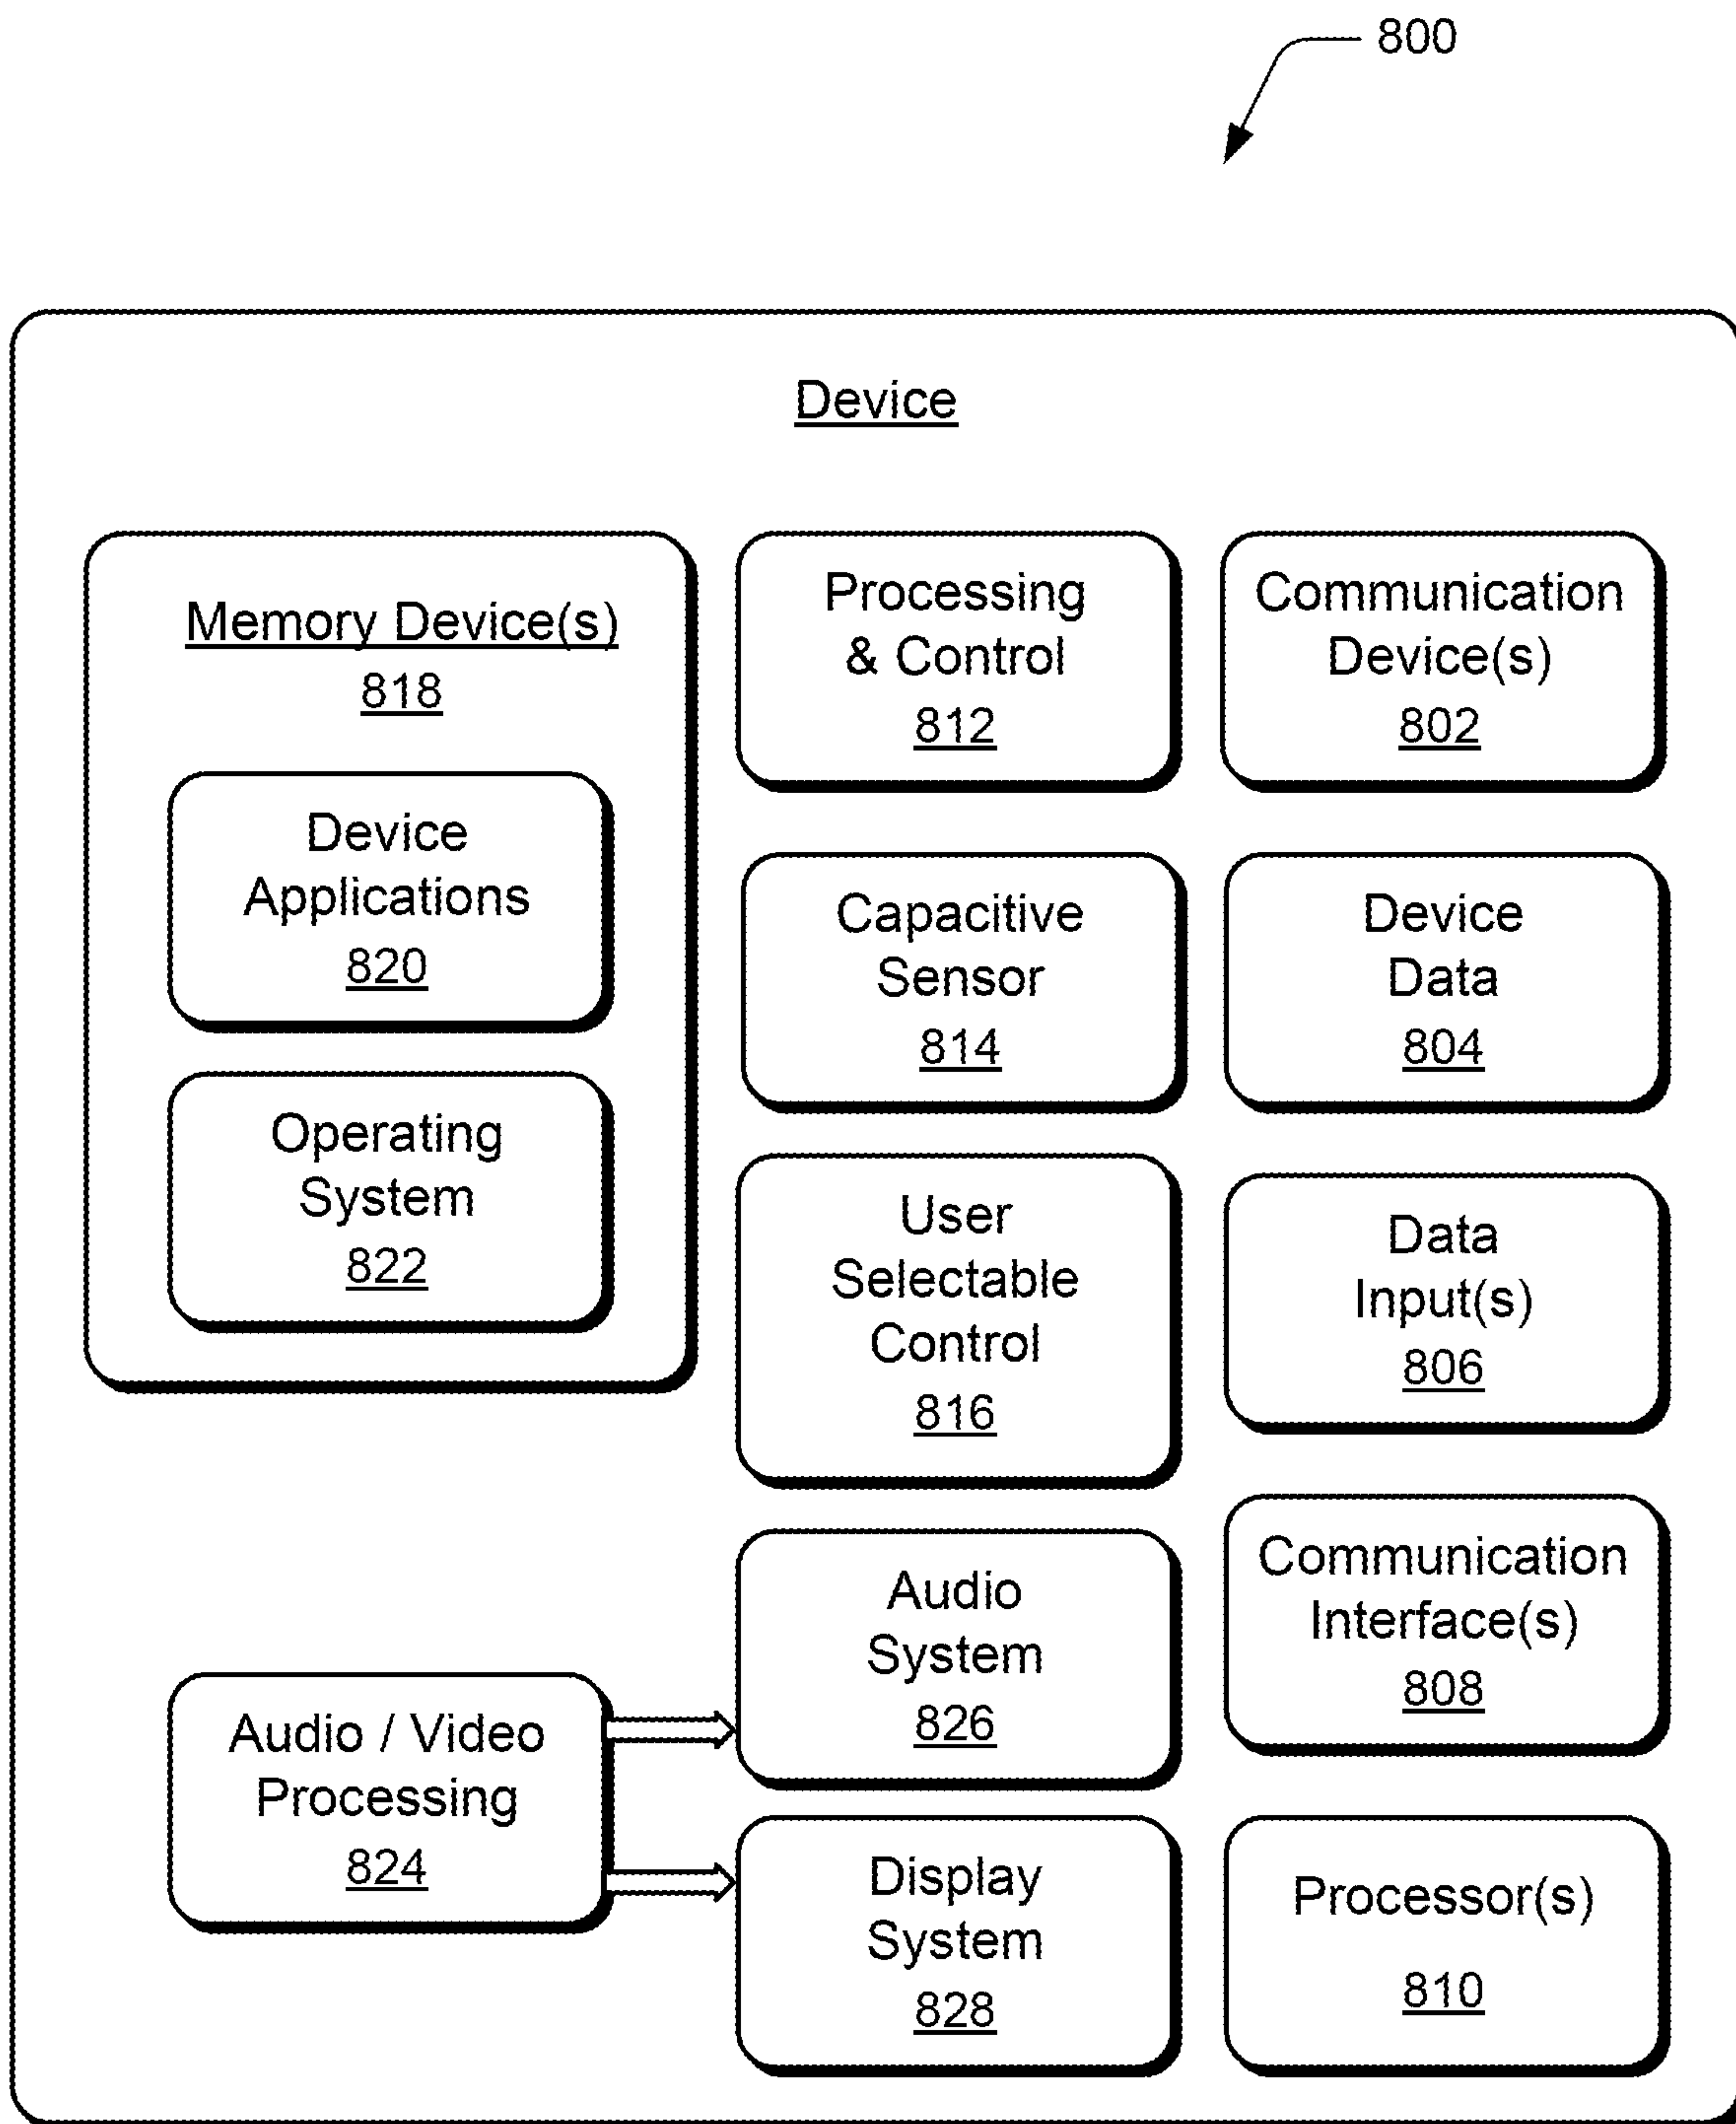 800
Device
Memory Device(s)
818
Device
Applications
820
Operating
System
822
Processing
& Control
812
Communication
Device(s)
802
Capacitive
Sensor
814
Device
Data
804
User
Selectable
Control
816
Data
Input(s)
806
Audio / Video
Processing
824
Audio
System
826
Communication
Interface(s)
808
Display
System
828
Processor(s)
810